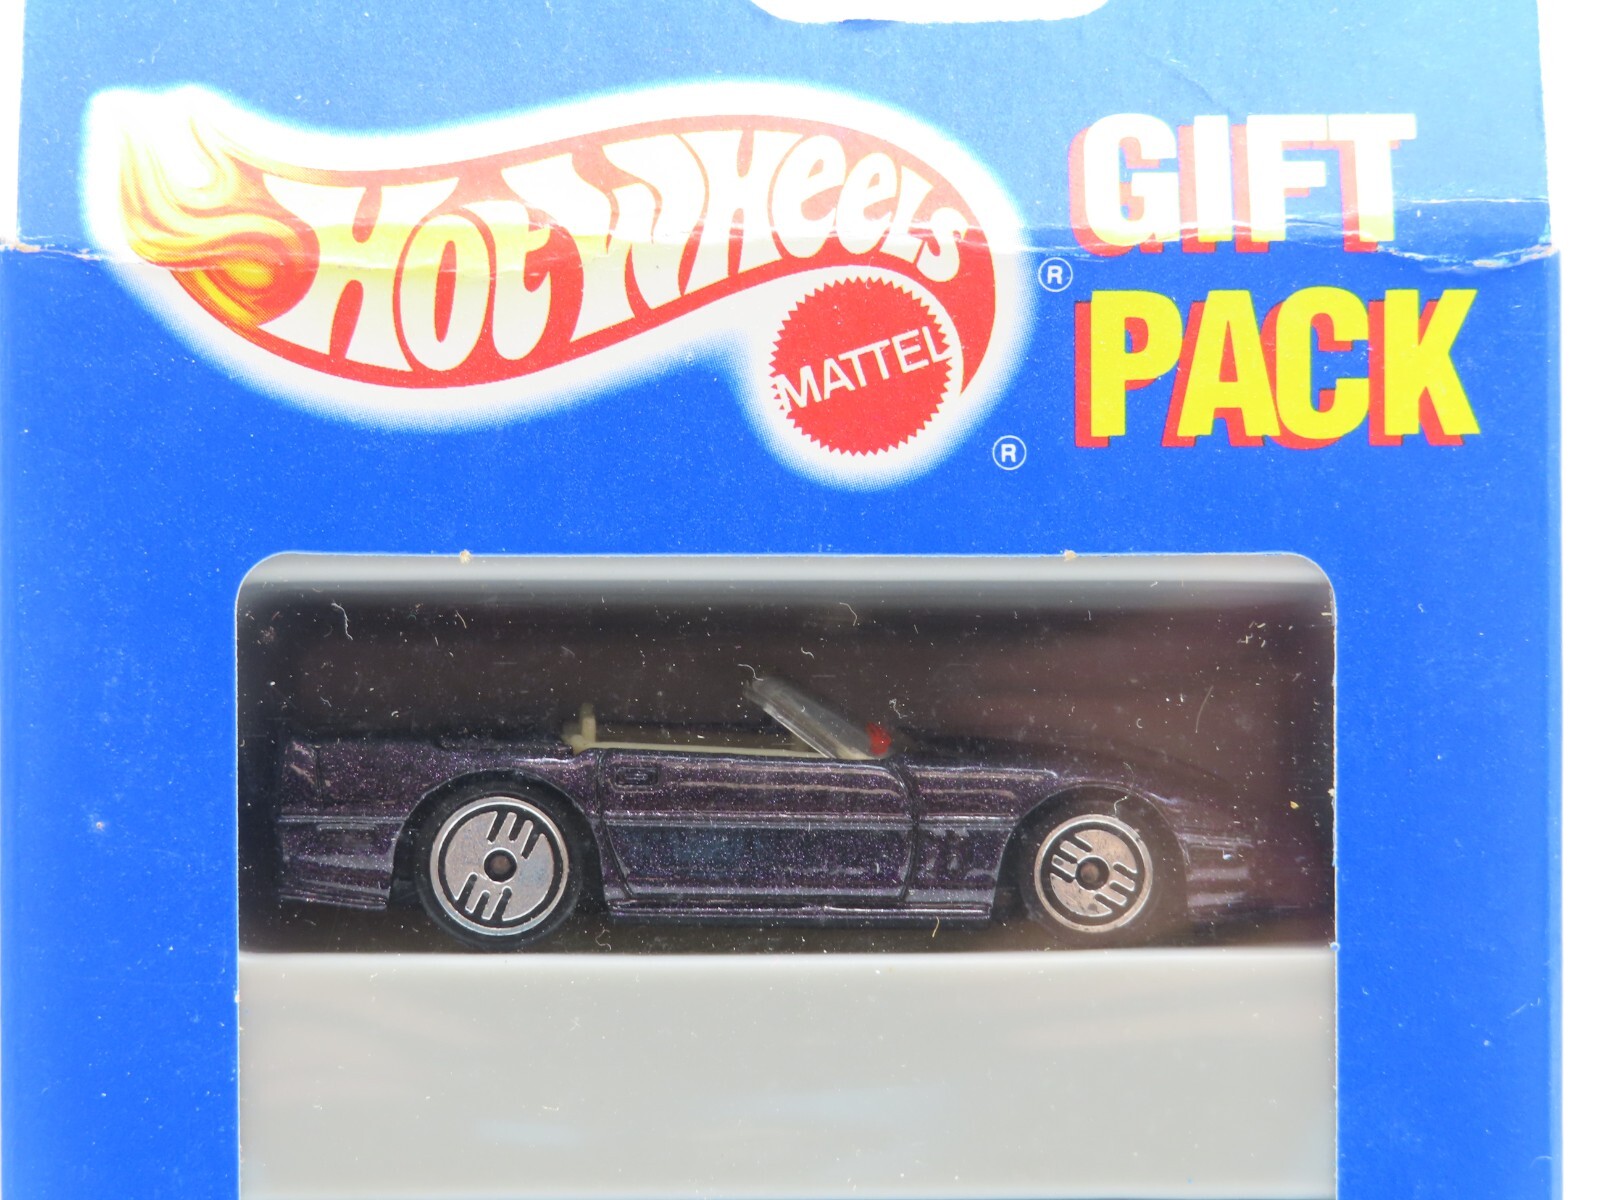 Hot Wheels
GIFT
PACK
®
MATTEL
®